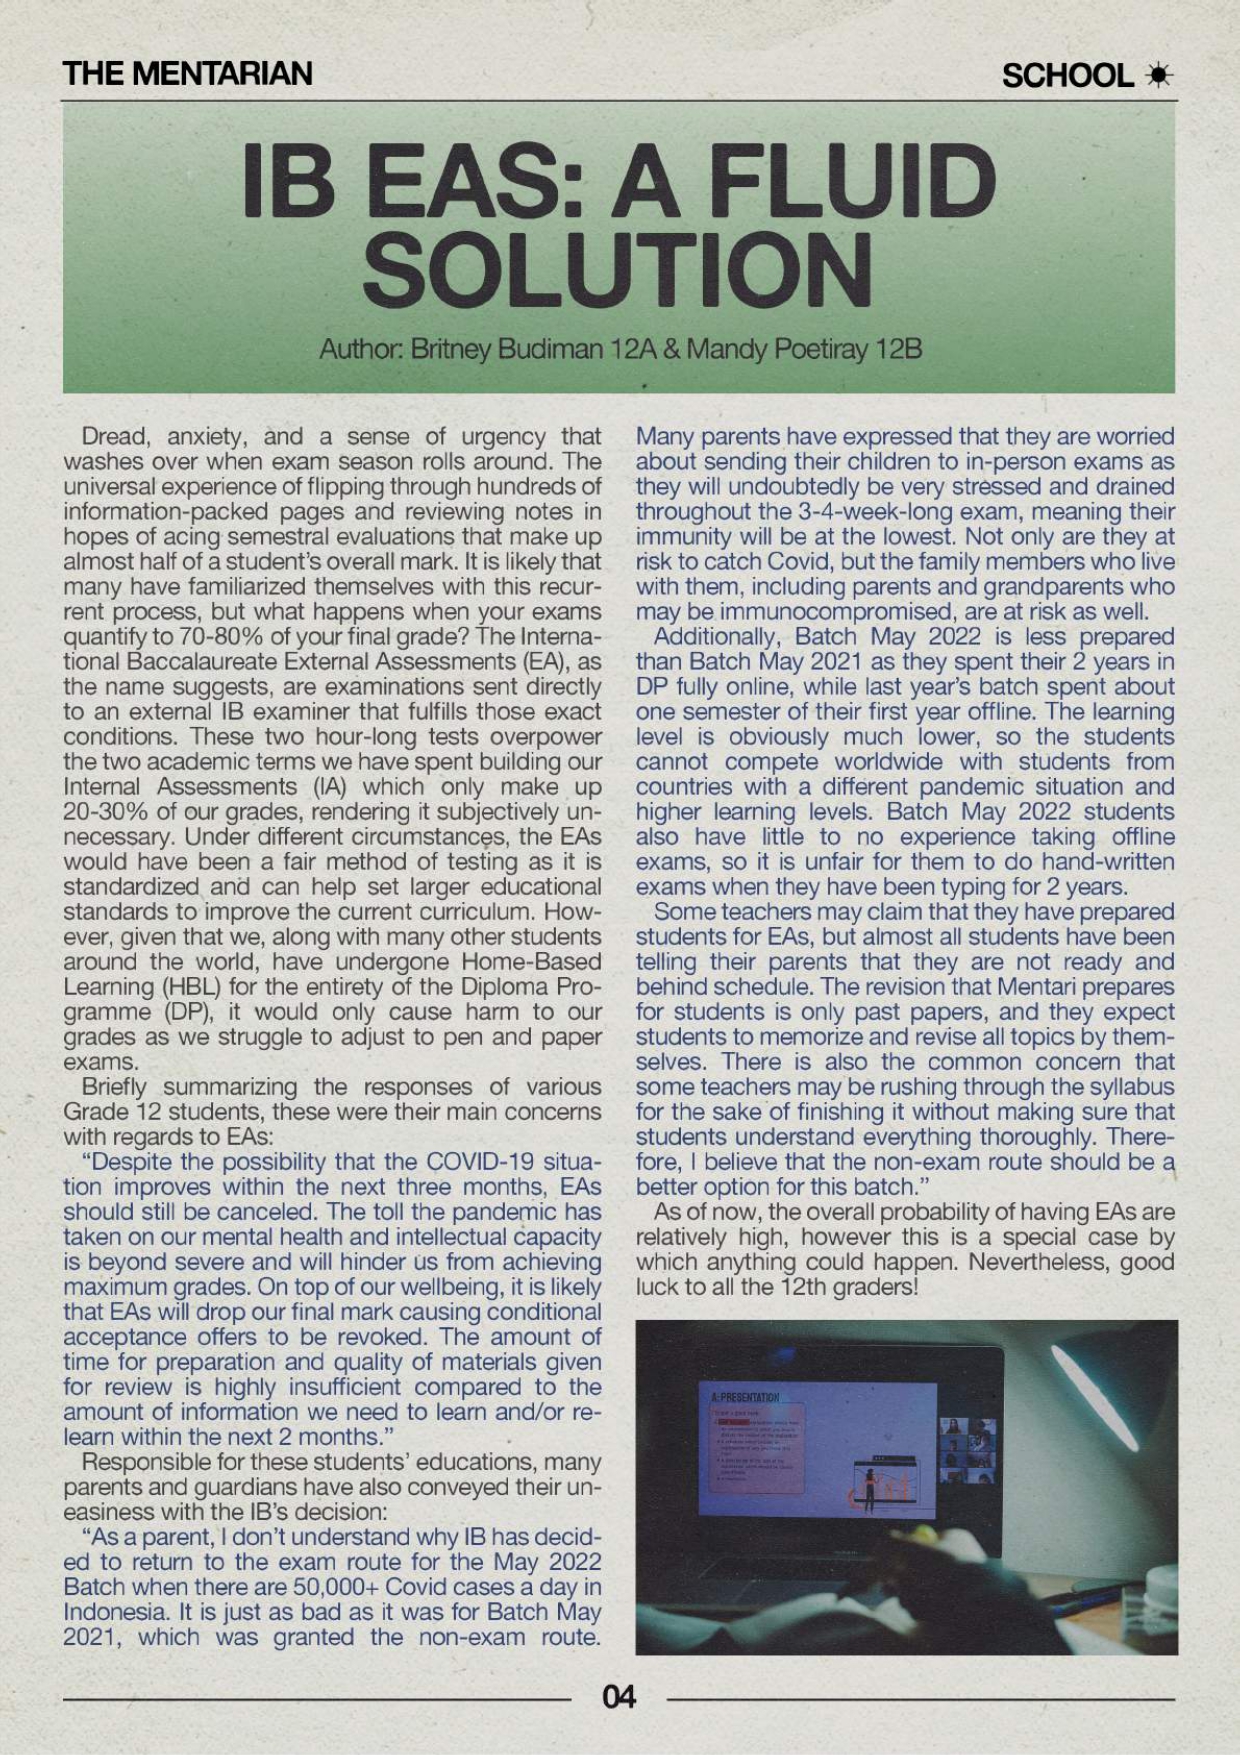 THE MENTARIAN
SCHOOL
IB EAS: A FLUID
SOLUTION
Author: Britney Budiman 12A & Mandy Poetiray 12B
Dread, anxiety, and a sense of urgency that
washes over when exam season rolls around. The
universal experience of flipping through hundreds of
information-packed pages and reviewing notes in
hopes of acing semestral evaluations that make up
almost half of a student's overall mark. It is likely that
many have familiarized themselves with this recur-
rent process, but what happens when your exams
quantify to 70-80% of your final grade? The Interna-
tional Baccalaureate External Assessments (EA), as
the name suggests, are examinations sent directly
to an external IB examiner that fulfills those exact
conditions. These two hour-long tests overpower
the two academic terms we have spent building our
Internal Assessments (IA) which only make up
20-30% of our grades, rendering it subjectively un-
necessary. Under different circumstances, the EAs
would have been a fair method of testing as it is
standardized and can help set larger educational
standards to improve the current curriculum. How-
ever, given that we, along with many other students
around the world, have undergone Home-Based
Learning (HBL) for the entirety of the Diploma Pro-
gramme (DP), it would only cause harm to our
grades as we struggle to adjust to pen and paper
exams.
Briefly summarizing the responses of various
Grade 12 students, these were their main concerns
with regards to EAs:
“Despite the possibility that the COVID-19 situa-
tion improves within the next three months, EAs
should still be canceled. The toll the pandemic has
taken on our mental health and intellectual capacity
is beyond severe and will hinder us from achieving
maximum grades. On top of our wellbeing, it is likely
that EAs will drop our final mark causing conditional
acceptance offers to be revoked. The amount of
time for preparation and quality of materials given
for review is highly insufficient compared to the
amount of information we need to learn and/or re-
learn within the next 2 months.”
Responsible for these students' educations, many
parents and guardians have also conveyed their un-
easiness with the IB's decision:
“As a parent, I don't understand why IB has decid-
ed to return to the exam route for the May 2022
Batch when there are 50,000+ Covid cases a day in
Indonesia. It is just as bad as it was for Batch May
2021, which was granted the non-exam route.
Many parents have expressed that they are worried
about sending their children to in-person exams as
they will undoubtedly be very stressed and drained
throughout the 3-4-week-long exam, meaning their
immunity will be at the lowest. Not only are they at
risk to catch Covid, but the family members who live
with them, including parents and grandparents who
may be immunocompromised, are at risk as well.
Additionally, Batch May 2022 is less prepared
than Batch May 2021 as they spent their 2 years in
DP fully online, while last year's batch spent about
one semester of their first year offline. The learning
level is obviously much lower, so the students
cannot compete worldwide with students from
countries with a different pandemic situation and
higher learning levels. Batch May 2022 students
also have little to no experience taking offline
exams, so it is unfair for them to do hand-written
exams when they have been typing for 2 years.
Some teachers may claim that they have prepared
students for EAs, but almost all students have been
telling their parents that they are not ready and
behind schedule. The revision that Mentari prepares
for students is only past papers, and they expect
students to memorize and revise all topics by them-
selves. There is also the common concern that
some teachers may be rushing through the syllabus
for the sake of finishing it without making sure that
students understand everything thoroughly. There-
fore, I believe that the non-exam route should be a
better option for this batch.”
As of now, the overall probability of having EAs are
relatively high, however this is a special case by
which anything could happen. Nevertheless, good
luck to all the 12th graders!
A: PRESENTATION
04